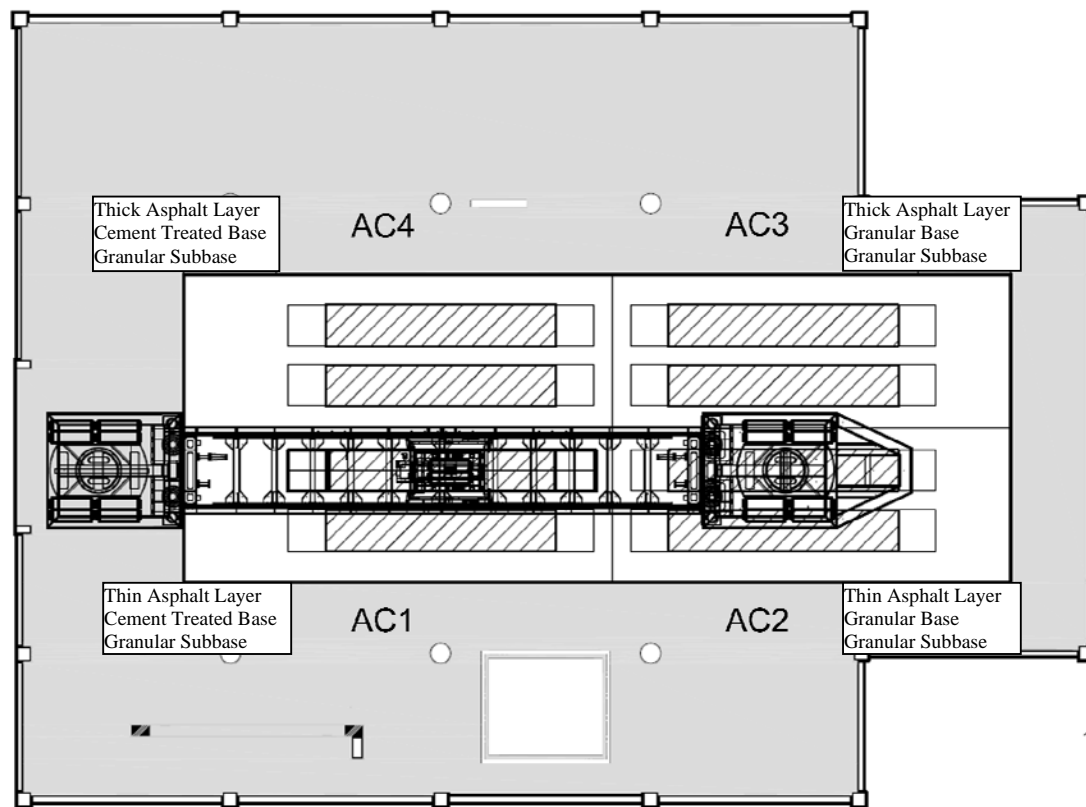 Thick Asphalt Layer
Cement Treated Base
Granular Subbase
AC4
AC3
Thick Asphalt Layer
Granular Base
Granular Subbase
Thin Asphalt Layer
Cement Treated Base
Granular Subbase
AC1
AC2
Thin Asphalt Layer
Granular Base
Granular Subbase